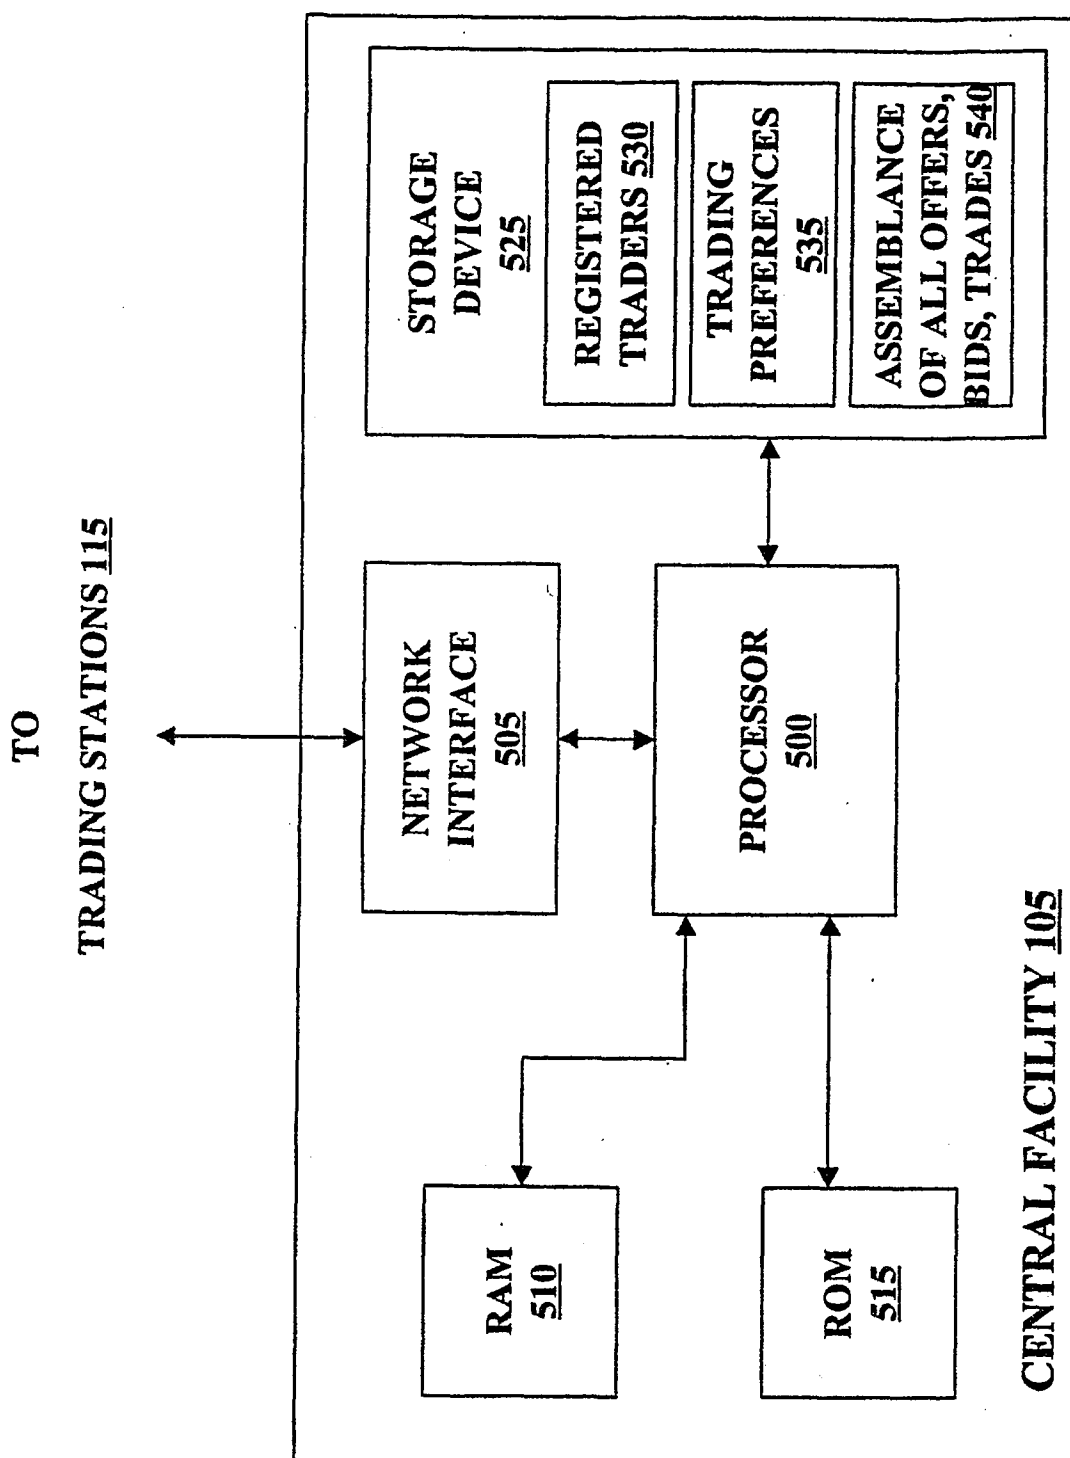 TO
TRADING STATIONS 115
STORAGE
DEVICE
525
REGISTERED
TRADERS 530
TRADING
PREFERENCES
535
ASSEMBLANCE
OF ALL OFFERS,
BIDS, TRADES 540
NETWORK
INTERFACE
505
PROCESSOR
500
RAM
510
ROM
515
CENTRAL FACILITY 105